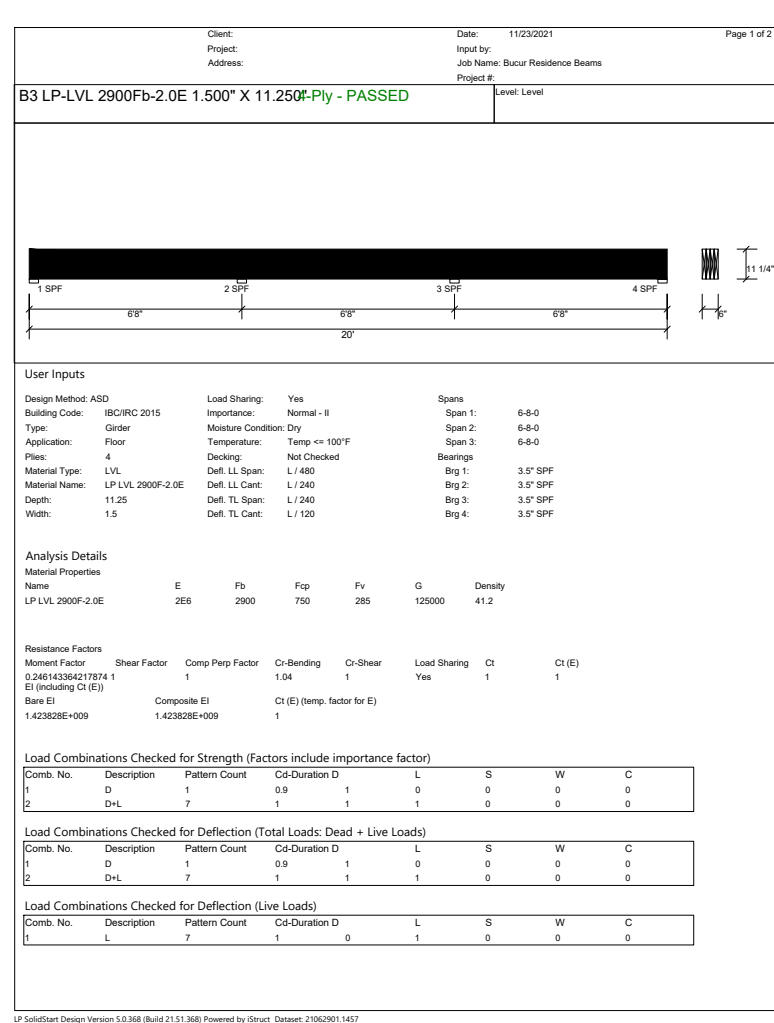 Client: Date: 11/23/2021 Page 1 of 2
Project: Input by:
Address: Job Name: Bucur Residence Beams
Project #:
B3 LP-LVL 2900Fb-2.0E 1.500" X 11.250" 4-Ply - PASSED Level: Level
11 1/4"
1 SPF 2 SPF 3 SPF 4 SPF
6'8" 6'8" 6'8" 6"
20'
User Inputs
Design Method: ASD Load Sharing: Yes Spans
Building Code: IBC/IRC 2015 Importance: Normal - II Span 1: 6-8-0
Type: Girder Moisture Condition: Dry Span 2: 6-8-0
Application: Floor Temperature: Temp <= 100°F Span 3: 6-8-0
Plies: 4 Decking: Not Checked Bearings
Material Type: LVL Defl. LL Span: L / 480 Brg 1: 3.5" SPF
Material Name: LP LVL 2900F-2.0E Defl. LL Cant: L / 240 Brg 2: 3.5" SPF
Depth: 11.25 Defl. TL Span: L / 240 Brg 3: 3.5" SPF
Width: 1.5 Defl. TL Cant: L / 120 Brg 4: 3.5" SPF
Analysis Details
Material Properties
Name E Fb Fcp Fv G Density
LP LVL 2900F-2.0E 2E6 2900 750 285 125000 41.2
Resistance Factors
Moment Factor Shear Factor Comp Perp Factor Cr-Bending Cr-Shear Load Sharing Ct Ct (E)
0.246143364217874 1 1 1.04 1 Yes 1 1
EI (including Ct (E))
Bare EI Composite EI Ct (E) (temp. factor for E)
1.423828E+009 1.423828E+009 1
Load Combinations Checked for Strength (Factors include importance factor)
Comb. No. Description Pattern Count Cd-Duration D L S W C
1 D 1 0.9 1 0 0 0 0
2 D+L 7 1 1 1 0 0 0
Load Combinations Checked for Deflection (Total Loads: Dead + Live Loads)
Comb. No. Description Pattern Count Cd-Duration D L S W C
1 D 1 0.9 1 0 0 0 0
2 D+L 7 1 1 1 0 0 0
Load Combinations Checked for Deflection (Live Loads)
Comb. No. Description Pattern Count Cd-Duration D L S W C
1 L 7 1 0 1 0 0 0
LP SolidStart Design Version 5.0.368 (Build 21.51.368) Powered by iStruct Dataset: 21062901.1457